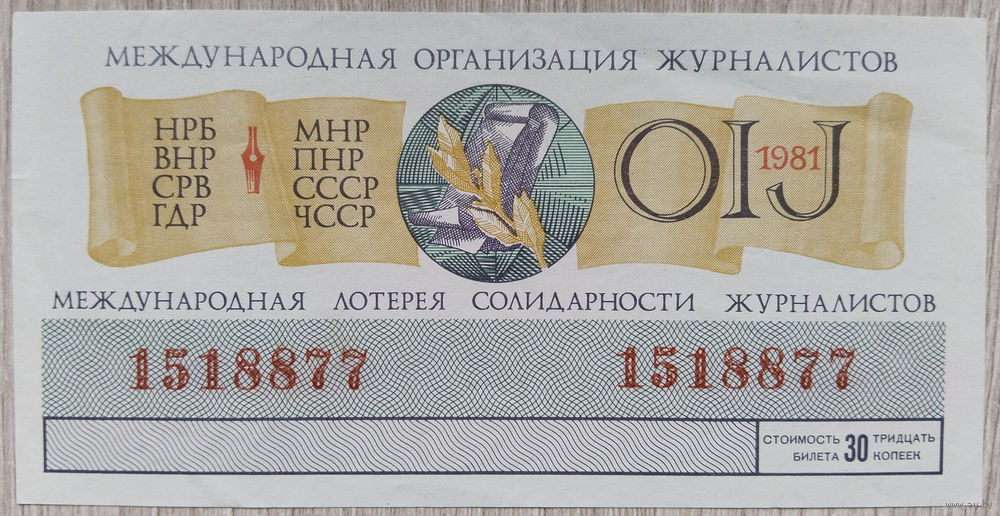 МЕЖДУНАРОДНАЯ ОРГАНИЗАЦИЯ ЖУРНАЛИСТОВ
НРБ МНР
ВНР ПНР
СРВ СССР
ГДР ЧССР
OIJ
1981
МЕЖДУНАРОДНАЯ ЛОТЕРЕЯ СОЛИДАРНОСТИ ЖУРНАЛИСТОВ
1518877 1518877
СТОИМОСТЬ БИЛЕТА 30 ТРИДЦАТЬ КОПЕЕК